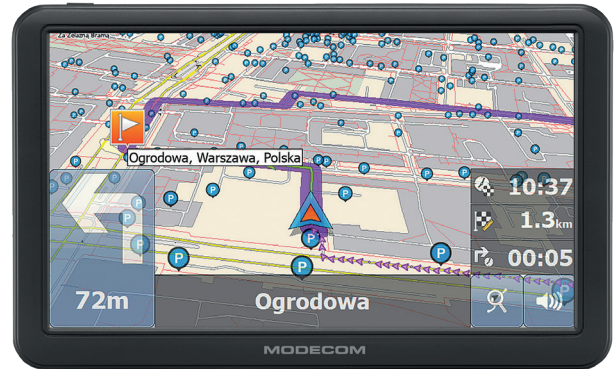 Za Żelazną Bramą
Ogrodowa, Warszawa, Polska
10:37
1.3km
00:05
72m
Ogrodowa
MODECOM